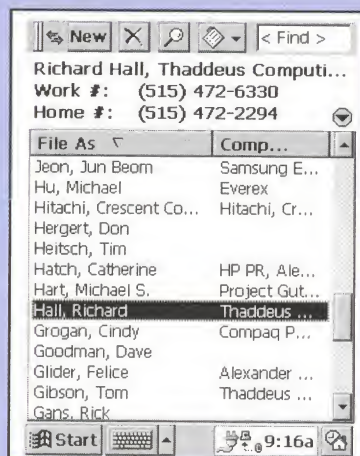 New < Find >
Richard Hall, Thaddeus Computi...
Work #: (515) 472-6330
Home #: (515) 472-2294
File As Comp...
Jeon, Jun Beom Samsung E...
Hu, Michael Everex
Hitachi, Crescent Co... Hitachi, Cr...
Hergert, Don
Heitsch, Tim
Hatch, Catherine HP PR, Ale...
Hart, Michael S. Project Gut...
Hall, Richard Thaddeus ...
Grogan, Cindy Compaq P...
Goodman, Dave
Glider, Felice Alexander ...
Gibson, Tom Thaddeus ...
Gans, Rick
Start 9:16a